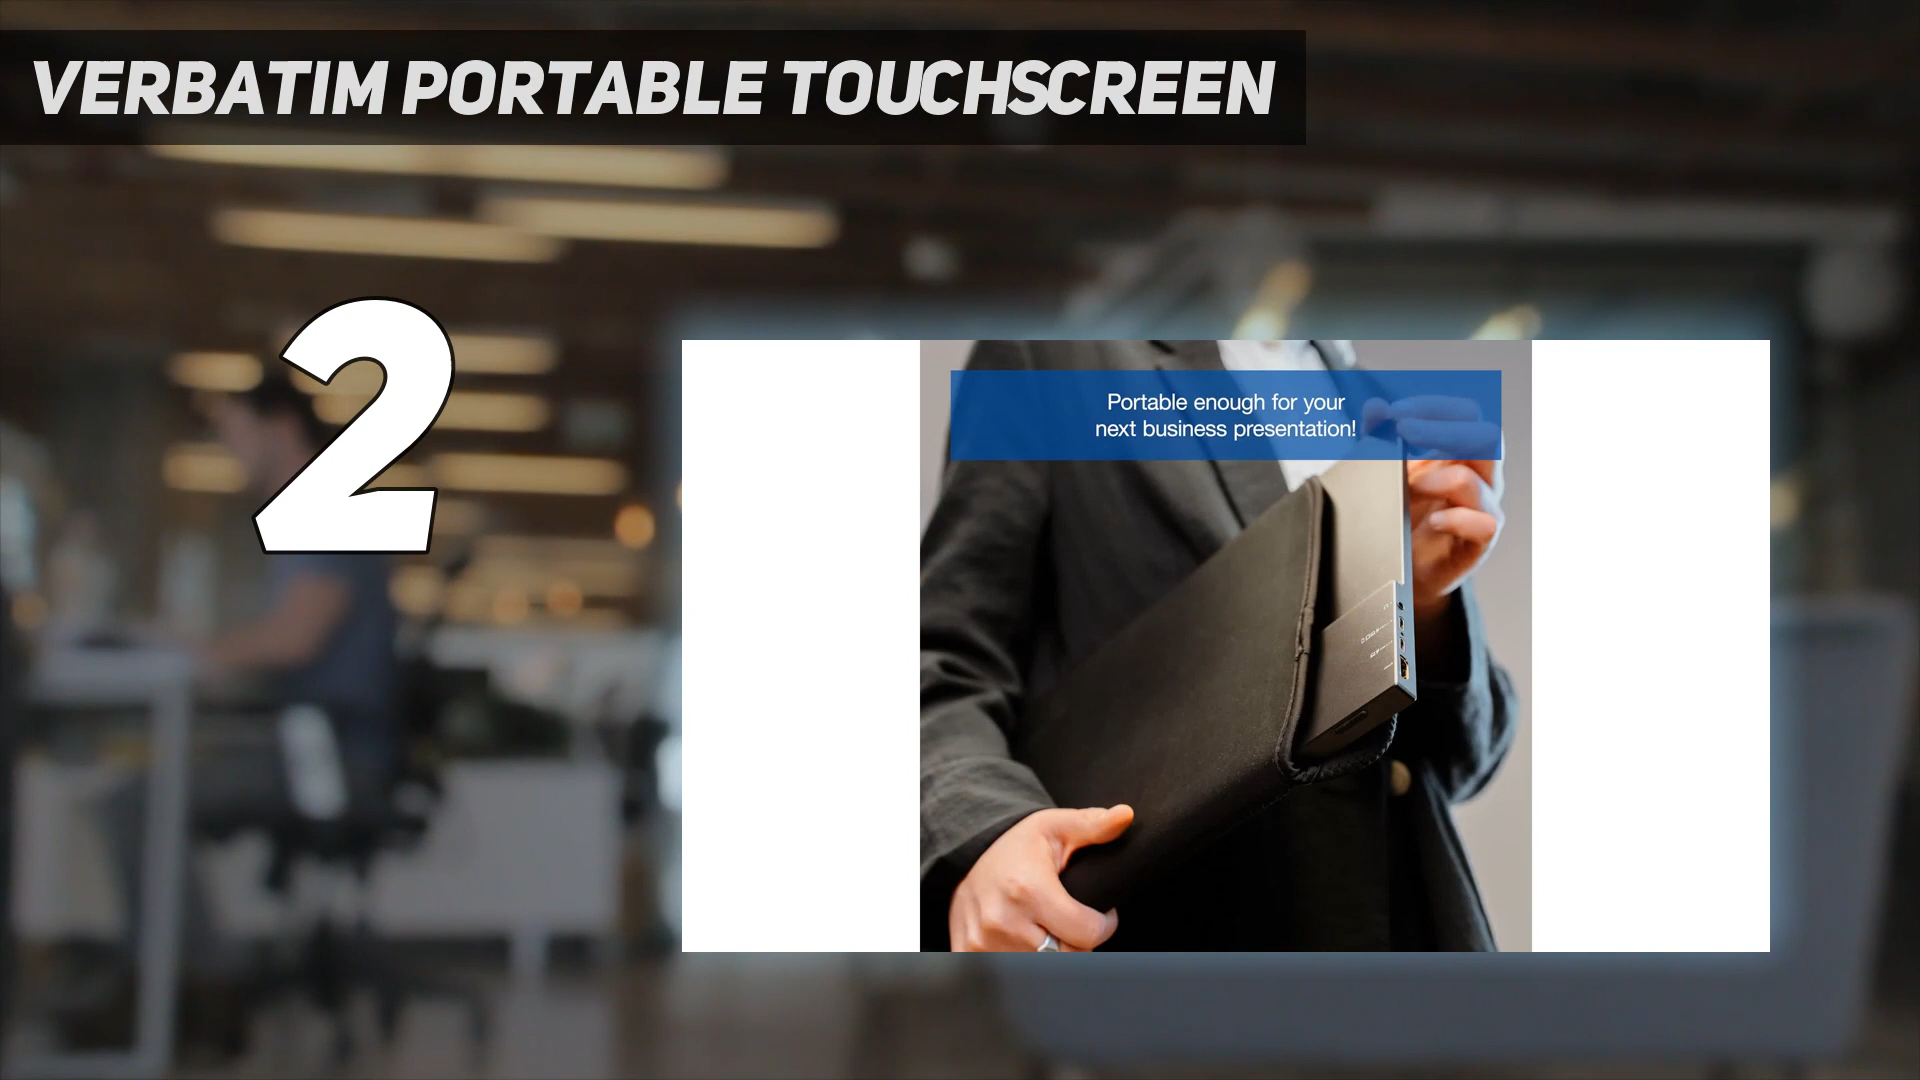 VERBATIM PORTABLE TOUCHSCREEN
2
Portable enough for your
next business presentation!